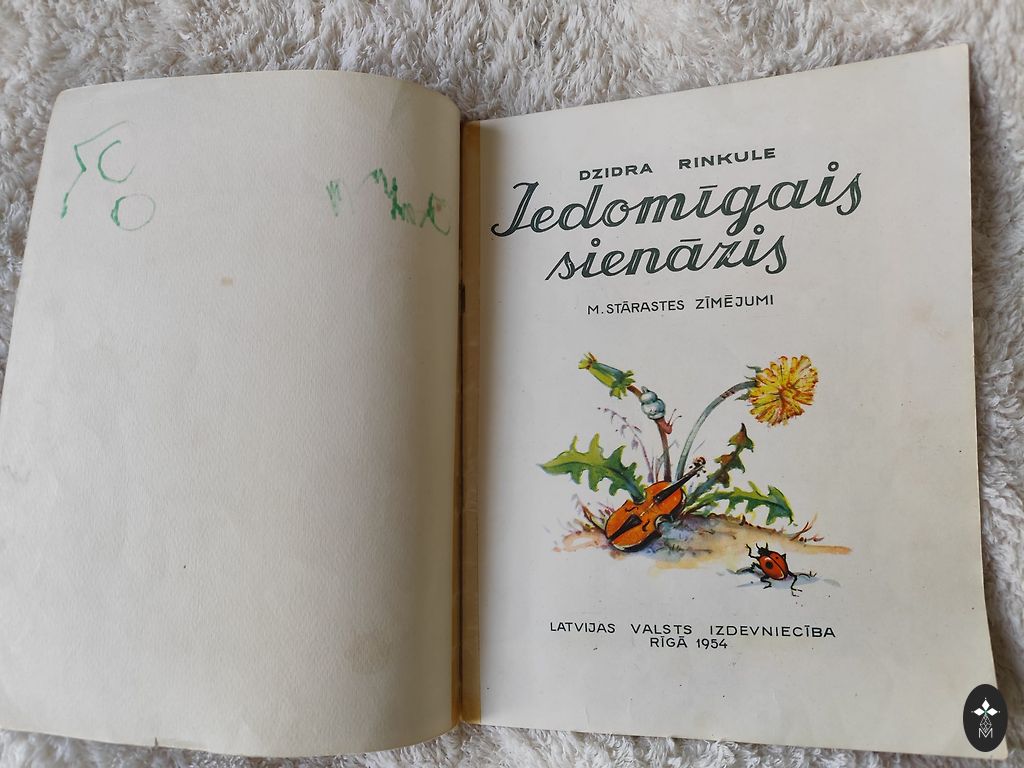 DZIDRA RINKULE
Iedomīgais
sienāzis
M. STĀRASTES ZĪMĒJUMI
LATVIJAS VALSTS IZDEVNIECĪBA
RĪGĀ 1954
M